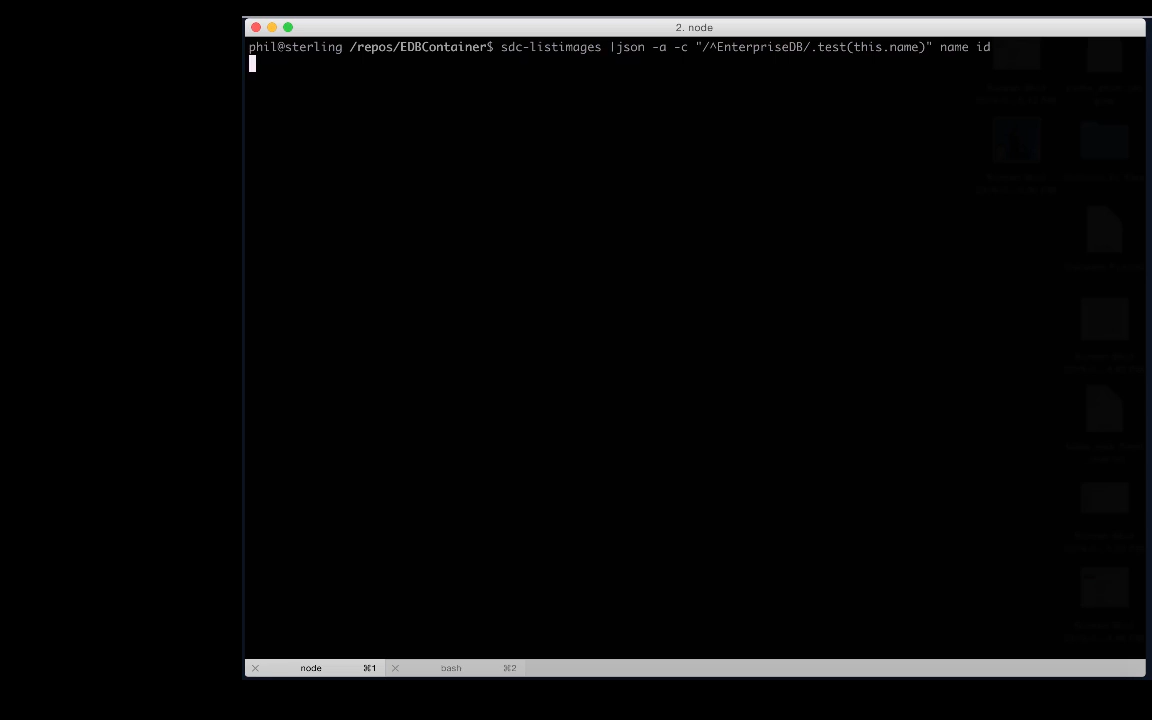 2. node
phil@sterling /repos/EDBContainer$ sdc-listimages |json -a -c "/^EnterpriseDB/.test(this.name)" name id
node ⌘1 bash ⌘2